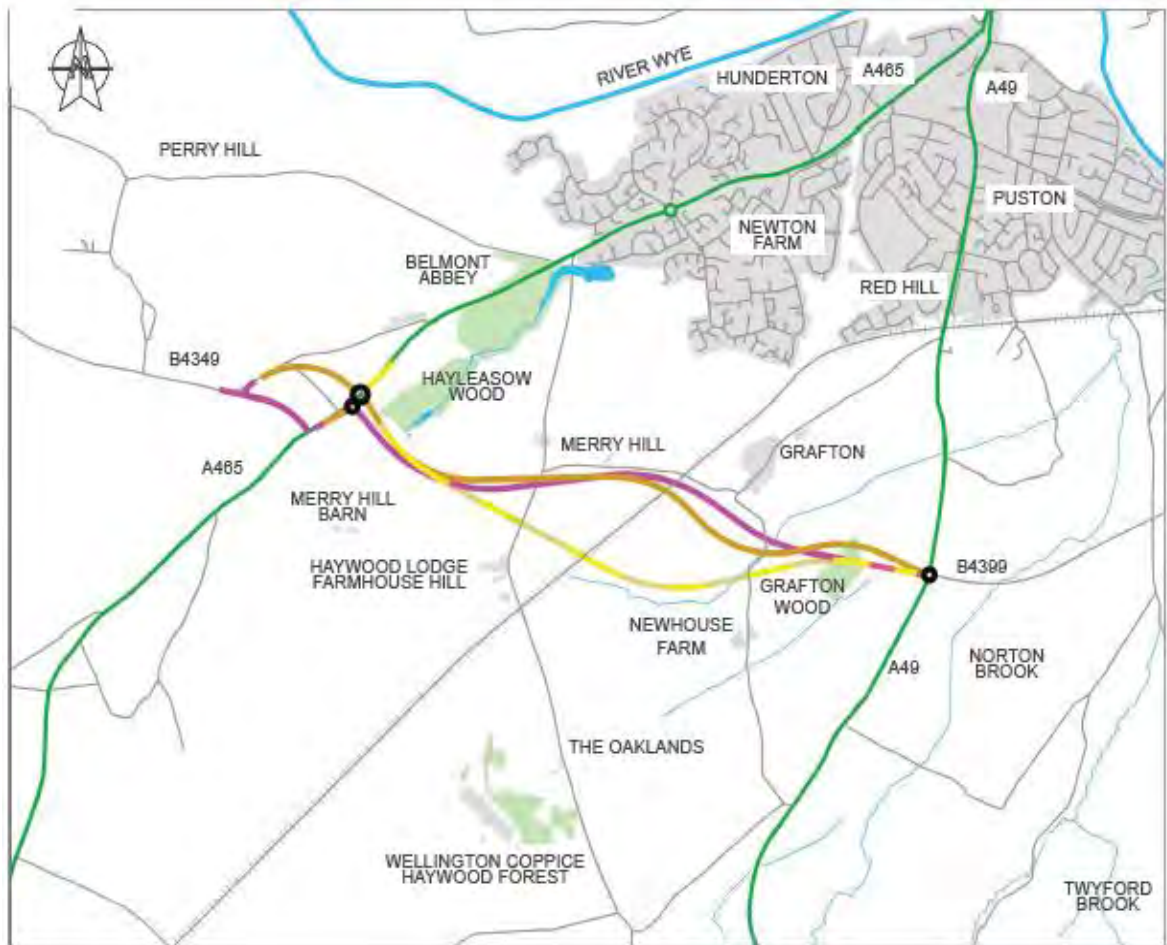 RIVER WYE
HUNDERTON
A465
A49
PERRY HILL
PUSTON
NEWTON
FARM
BELMONT
ABBEY
RED HILL
B4349
HAYLEASOW
WOOD
MERRY HILL
GRAFTON
A465
MERRY HILL
BARN
HAYWOOD LODGE
FARMHOUSE HILL
B4399
GRAFTON
WOOD
NEWHOUSE
FARM
NORTON
BROOK
A49
THE OAKLANDS
WELLINGTON COPPICE
HAYWOOD FOREST
TWYFORD
BROOK